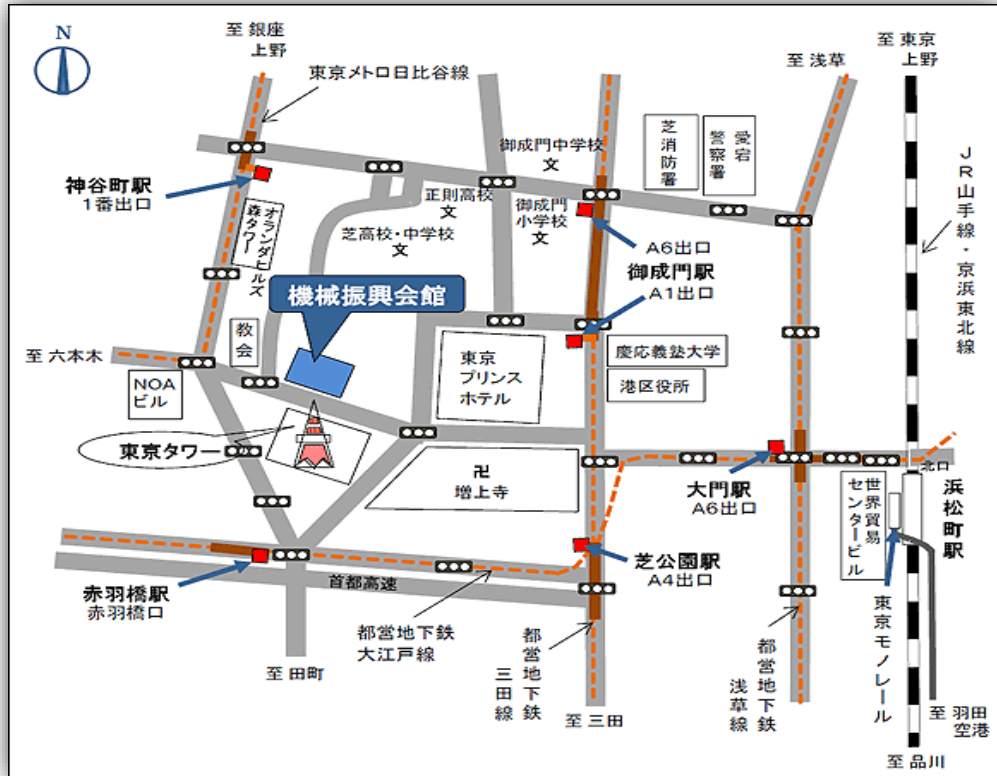 N
至 銀座
上野
東京メトロ日比谷線
至 浅草
至 東京
上野
御成門中学校
文
芝消防署
愛宕
警察署
JR山手線・京浜東北線
神谷町駅
1番出口
正則高校
文
御成門
小学校
文
芝高校・中学校
文
オランダヒルズ
森タワー
A6出口
御成門駅
A1出口
機械振興会館
教会
至 六本木
NOA
ビル
東京
プリンス
ホテル
慶応義塾大学
港区役所
東京タワー
卍
増上寺
大門駅
A6出口
北口
浜松町駅
世界貿易
センタービル
芝公園駅
A4出口
赤羽橋駅
赤羽橋口
首都高速
都営地下鉄
大江戸線
都営地下鉄
三田線
都営地下鉄
浅草線
東京モノレール
至 田町
至 三田
至 羽田
空港
至 品川